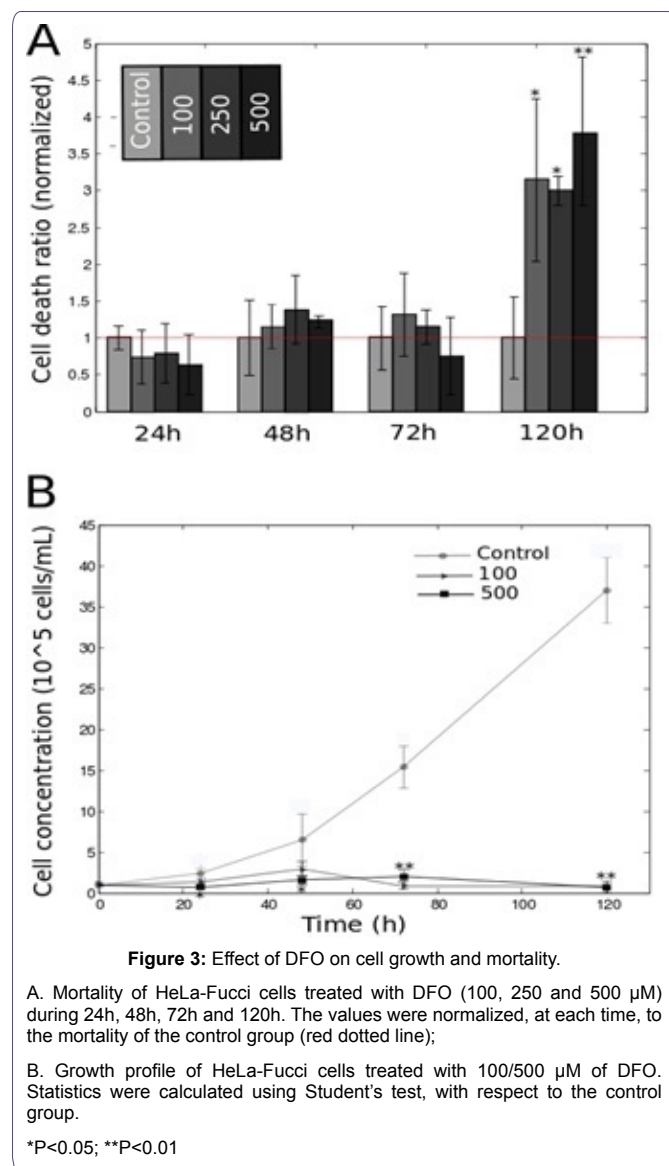 A
Cell death ratio (normalized)
5
4.5
4
3.5
3
2.5
2
1.5
1
0.5
0
Control
100
250
500
*
*
**
24h 48h 72h 120h
B
Cell concentration (10^5 cells/mL)
45
40
35
30
25
20
15
10
5
0
Control
100
500
*
*
**
**
0 20 40 60 80 100 120
Time (h)
Figure 3: Effect of DFO on cell growth and mortality.
A. Mortality of HeLa-Fucci cells treated with DFO (100, 250 and 500 μM)
during 24h, 48h, 72h and 120h. The values were normalized, at each time, to
the mortality of the control group (red dotted line);
B. Growth profile of HeLa-Fucci cells treated with 100/500 μM of DFO.
Statistics were calculated using Student's test, with respect to the control
group.
*P<0.05; **P<0.01